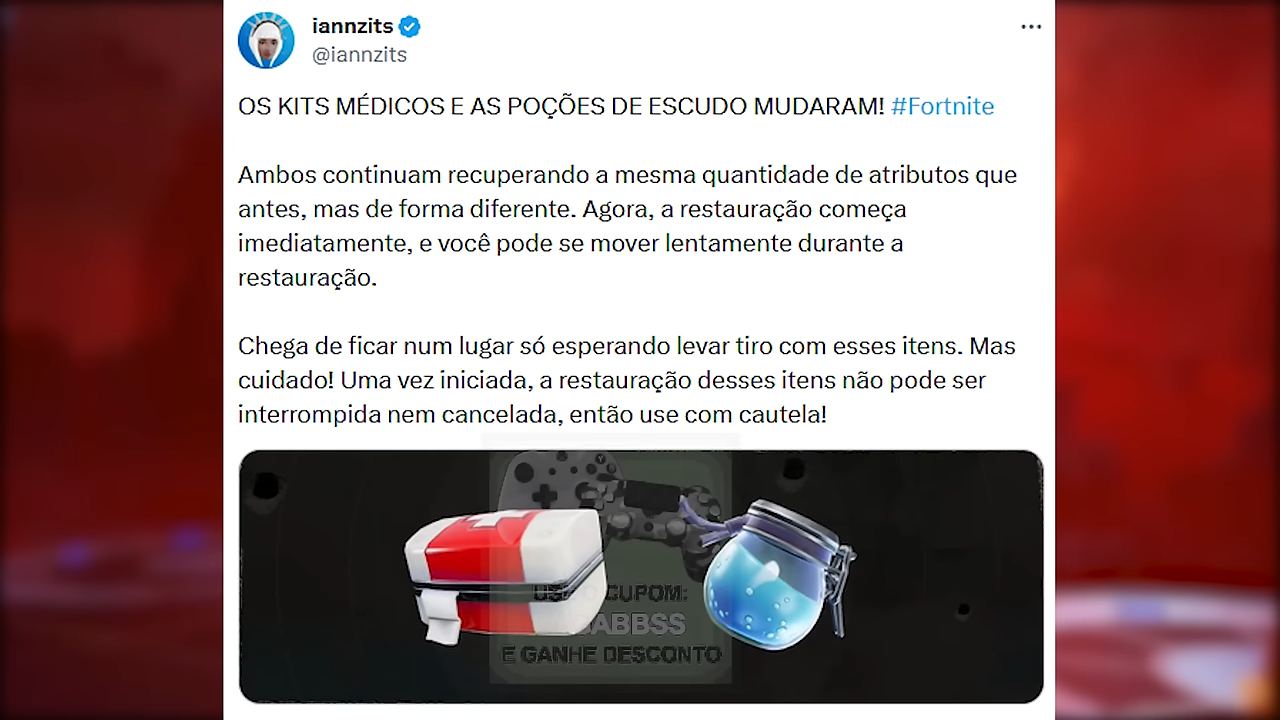 iannzits
@iannzits
OS KITS MÉDICOS E AS POÇÕES DE ESCUDO MUDARAM! #Fortnite
Ambos continuam recuperando a mesma quantidade de atributos que
antes, mas de forma diferente. Agora, a restauração começa
imediatamente, e você pode se mover lentamente durante a
restauração.
Chega de ficar num lugar só esperando levar tiro com esses itens. Mas
cuidado! Uma vez iniciada, a restauração desses itens não pode ser
interrompida nem cancelada, então use com cautela!
CUPOM:
E GANHE DESCONTO